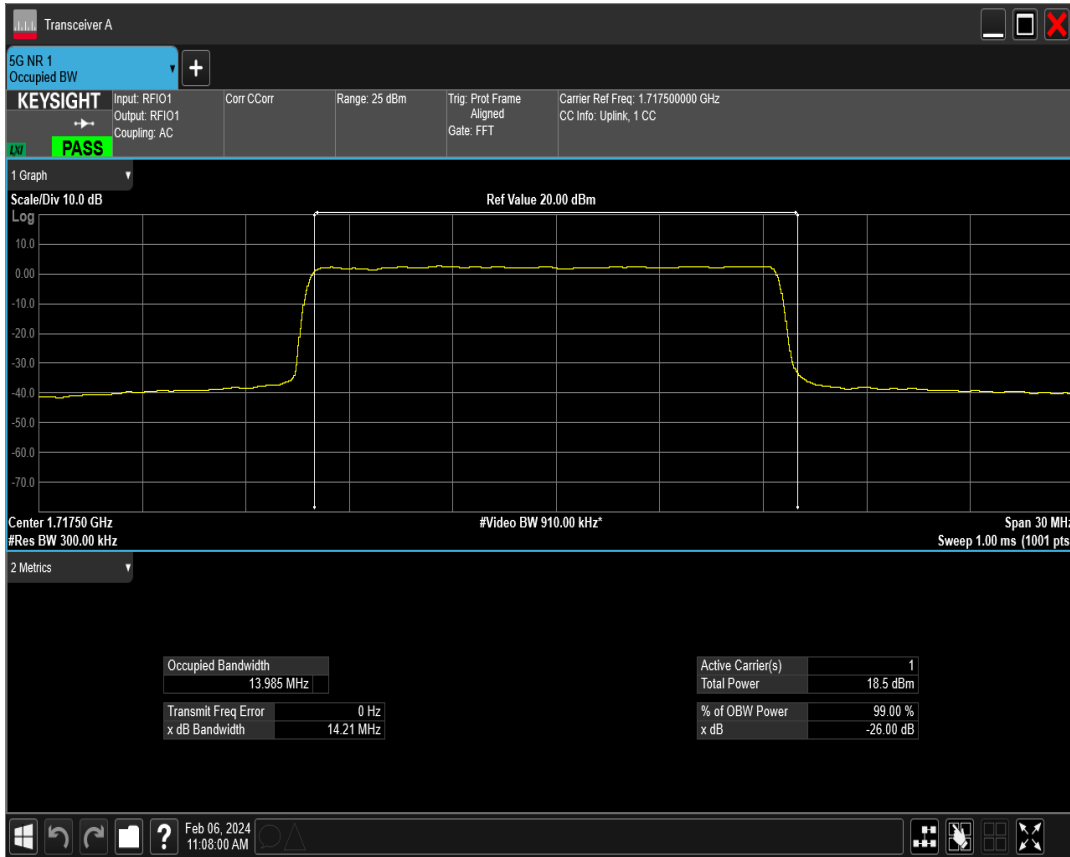 Transceiver A
5G NR 1
Occupied BW
KEYSIGHT
LXI
PASS
Input: RFIO1
Output: RFIO1
Coupling: AC
Corr CCorr
Range: 25 dBm
Trig: Prot Frame
Aligned
Gate: FFT
Carrier Ref Freq: 1.717500000 GHz
CC Info: Uplink, 1 CC
1 Graph
Scale/Div 10.0 dB
Ref Value 20.00 dBm
Log
10.0
0.00
-10.0
-20.0
-30.0
-40.0
-50.0
-60.0
-70.0
Center 1.71750 GHz
#Video BW 910.00 kHz*
Span 30 MHz
#Res BW 300.00 kHz
Sweep 1.00 ms (1001 pts
2 Metrics
Occupied Bandwidth
13.985 MHz
Transmit Freq Error 0 Hz
x dB Bandwidth 14.21 MHz
Active Carrier(s) 1
Total Power 18.5 dBm
% of OBW Power 99.00 %
x dB -26.00 dB
?
Feb 06, 2024
11:08:00 AM